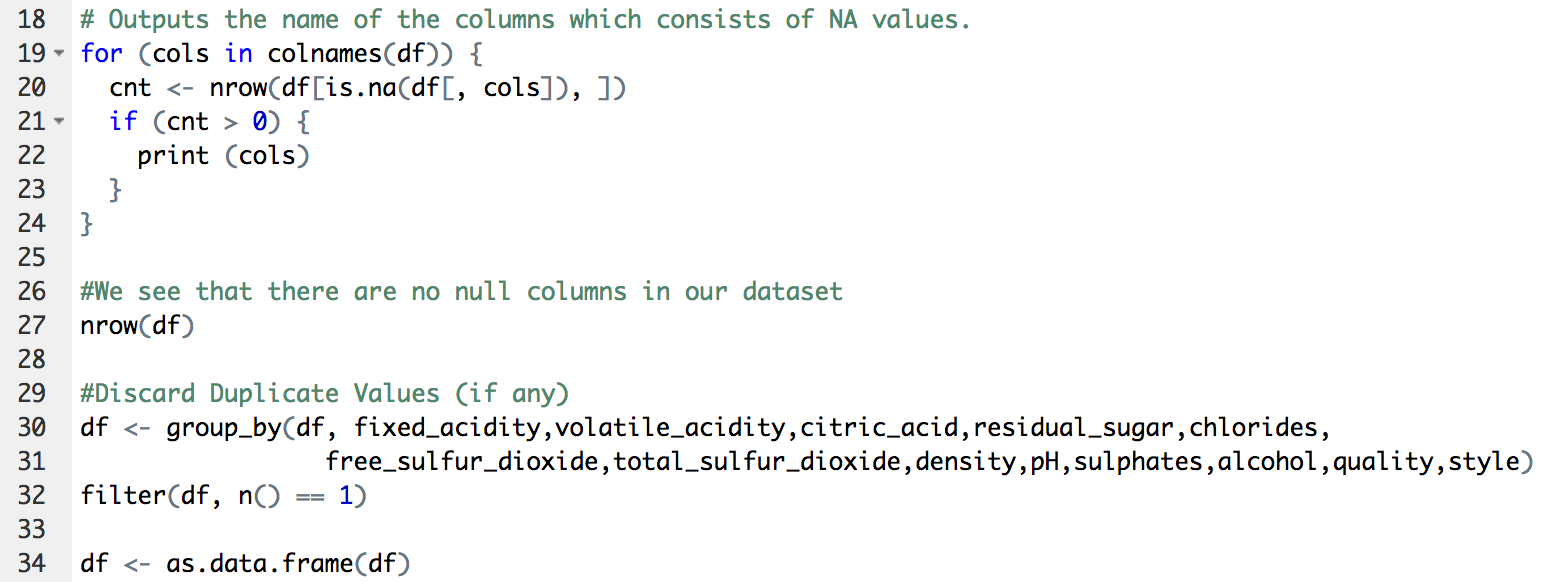 18 # Outputs the name of the columns which consists of NA values.
19 for (cols in colnames(df)) {
20   cnt <- nrow(df[is.na(df[, cols]), ])
21   if (cnt > 0) {
22     print (cols)
23   }
24 }
25
26 #We see that there are no null columns in our dataset
27 nrow(df)
28
29 #Discard Duplicate Values (if any)
30 df <- group_by(df, fixed_acidity,volatile_acidity,citric_acid,residual_sugar,chlorides,
31                  free_sulfur_dioxide,total_sulfur_dioxide,density,pH,sulphates,alcohol,quality,style)
32 filter(df, n() == 1)
33
34 df <- as.data.frame(df)